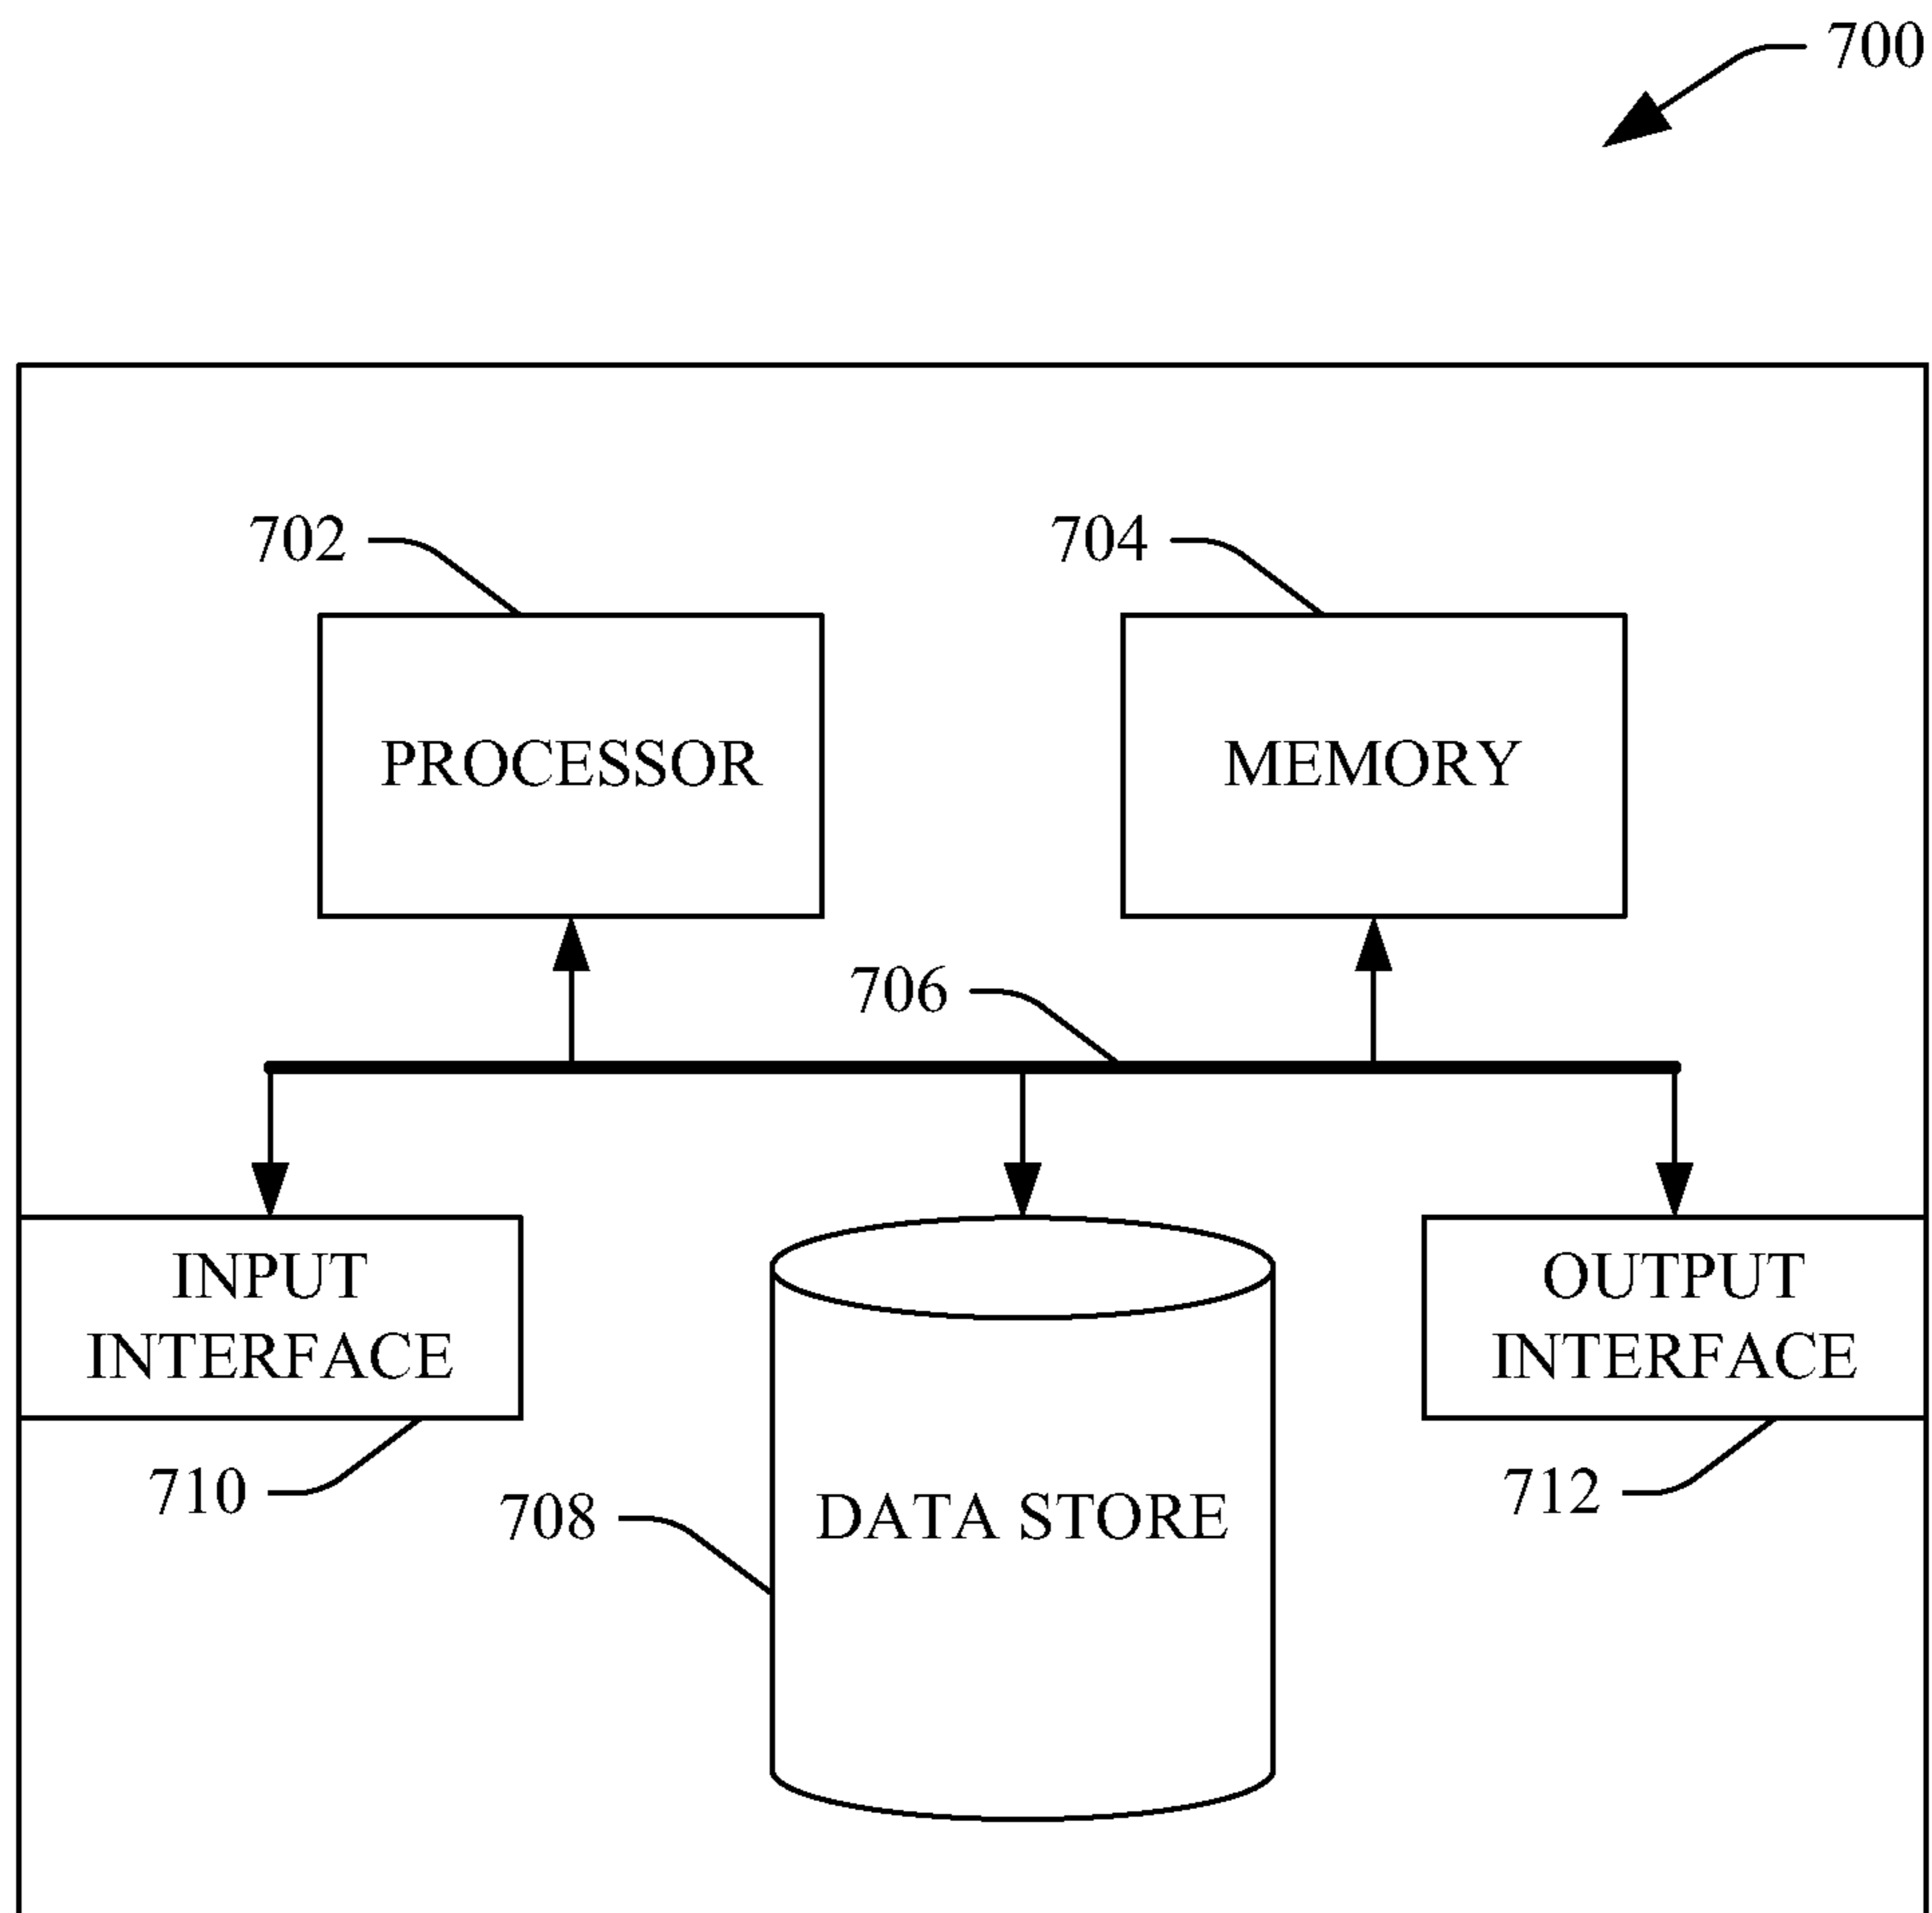 700
702
704
PROCESSOR
MEMORY
706
INPUT
INTERFACE
OUTPUT
INTERFACE
710
708
DATA STORE
712